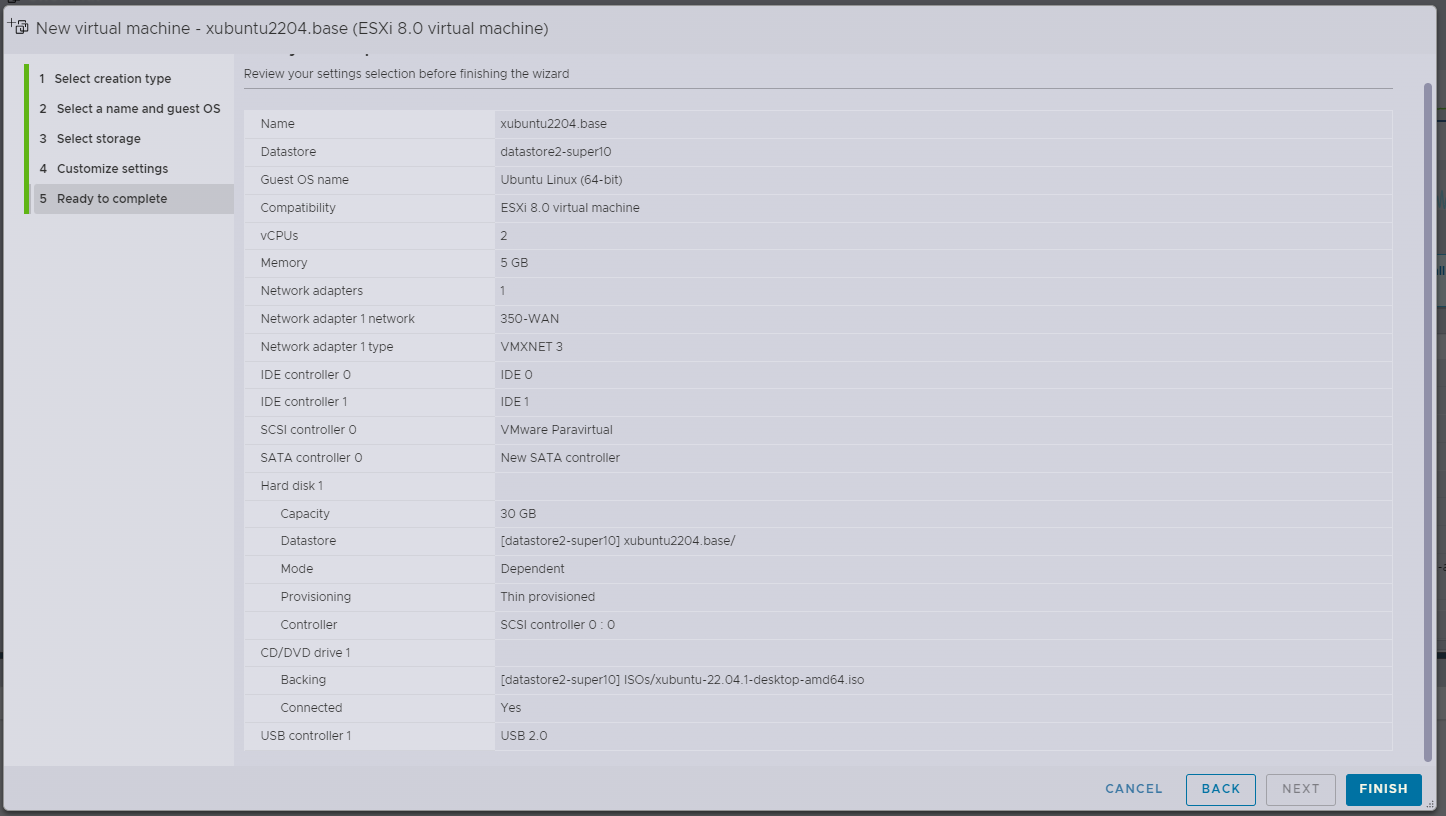 New virtual machine - xubuntu2204.base (ESXi 8.0 virtual machine)
1 Select creation type
2 Select a name and guest OS
3 Select storage
4 Customize settings
5 Ready to complete
Review your settings selection before finishing the wizard
Name xubuntu2204.base
Datastore datastore2-super10
Guest OS name Ubuntu Linux (64-bit)
Compatibility ESXi 8.0 virtual machine
vCPUs 2
Memory 5 GB
Network adapters 1
Network adapter 1 network 350-WAN
Network adapter 1 type VMXNET 3
IDE controller 0 IDE 0
IDE controller 1 IDE 1
SCSI controller 0 VMware Paravirtual
SATA controller 0 New SATA controller
Hard disk 1
Capacity 30 GB
Datastore [datastore2-super10] xubuntu2204.base/
Mode Dependent
Provisioning Thin provisioned
Controller SCSI controller 0 : 0
CD/DVD drive 1
Backing [datastore2-super10] ISOs/xubuntu-22.04.1-desktop-amd64.iso
Connected Yes
USB controller 1 USB 2.0
CANCEL BACK NEXT FINISH